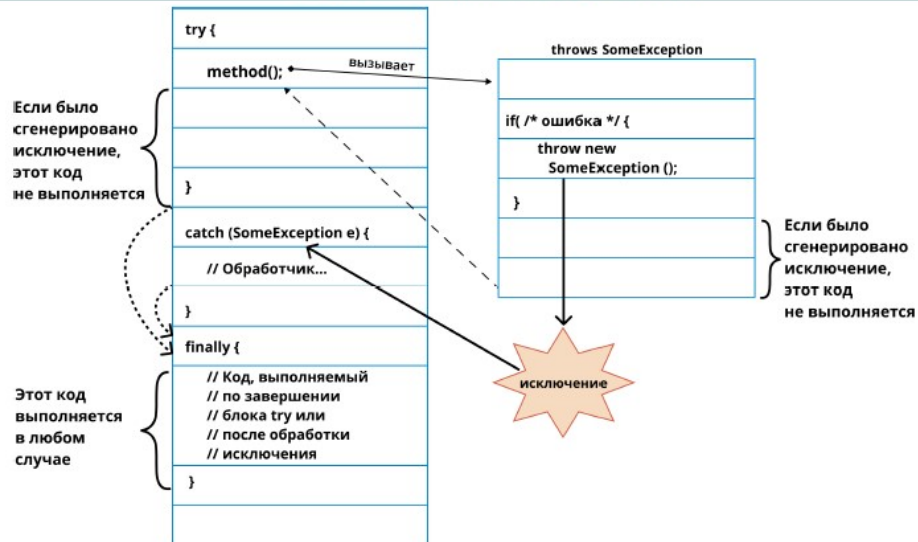 try {
method();
вызывает
Если было
сгенерировано
исключение,
этот код
не выполняется
}
catch (SomeException e) {
// Обработчик...
}
finally {
Этот код
выполняется
в любом
случае
// Код, выполняемый
// по завершении
// блока try или
// после обработки
// исключения
}
throws SomeException
if( /* ошибка */ {
throw new
SomeException ();
}
Если было
сгенерировано
исключение,
этот код
не выполняется
исключение